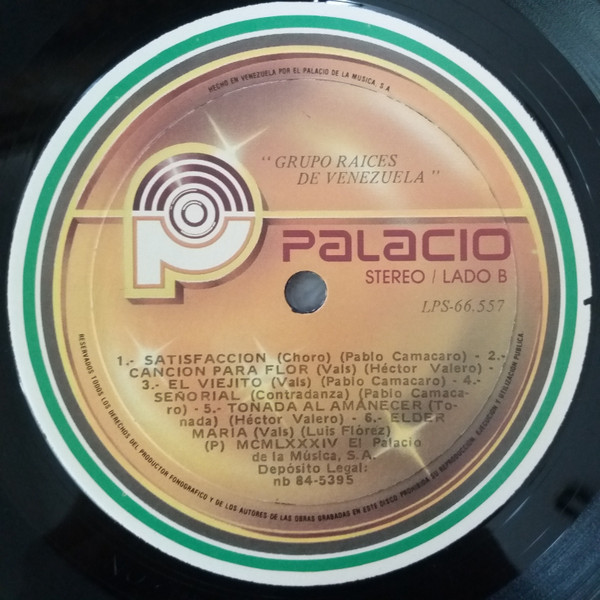 HECHO EN VENEZUELA POR EL PALACIO DE LA MUSICA, S.A.
"GRUPO RAICES
DE VENEZUELA"
PALACIO
STEREO / LADO B
LPS-66.557
1.- SATISFACCION (Choro) (Pablo Camacaro) - 2.-
CANCION PARA FLOR (Vals) (Héctor Valero) -
3.- EL VIEJITO (Vals) (Pablo Camacaro) - 4.-
SEÑORIAL (Contradanza) (Pablo Camaca-
ro) - 5.- TONADA AL AMANECER (To-
nada) (Héctor Valero) - 6.- ELDER
MARIA (Vals) (Luis Flórez)
(P) MCMLXXXIV El Palacio
de la Música, S.A.
Depósito Legal:
nb 84-5395
RESERVADOS TODOS LOS DERECHOS DEL PRODUCTOR FONOGRAFICO Y DE LOS AUTORES DE LAS OBRAS GRABADAS EN ESTE DISCO PROHIBIDA SU REPRODUCCION, EJECUCION Y UTILIZACION PUBLICA.